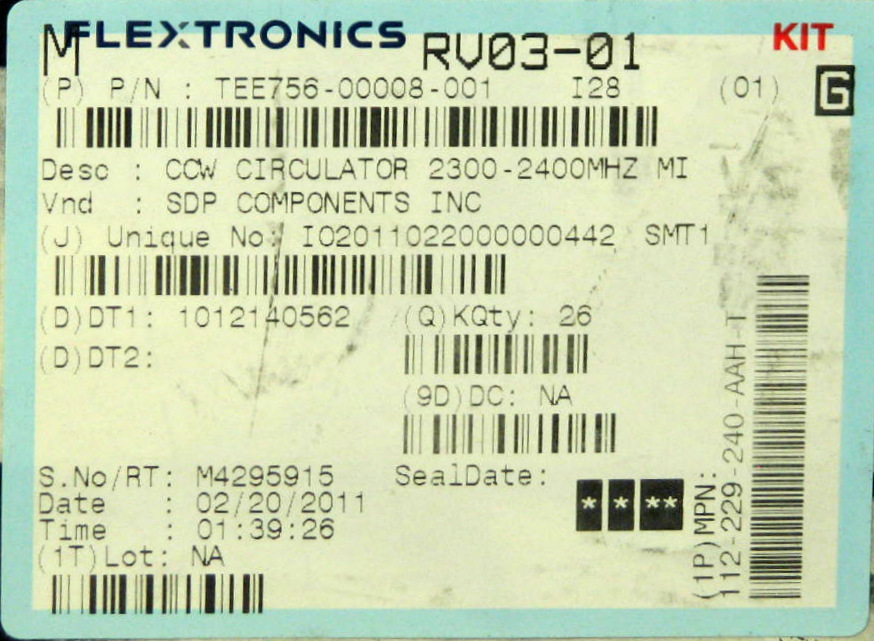 M FLEXTRONICS RV03-01 KIT
(P) P/N : TEE756-00008-001 I28 (01) G
Desc : CCW CIRCULATOR 2300-2400MHZ MI
Vnd : SDP COMPONENTS INC
(J) Unique No: IO2011022000000442 SMT1
(D)DT1: 1012140562 (Q)KQty: 26
(D)DT2:
(9D)DC: NA
S.No/RT: M4295915 SealDate:
Date : 02/20/2011 * * **
Time : 01:39:26
(1T)Lot: NA
(1P)MPN:
112-229-240-AAH-T